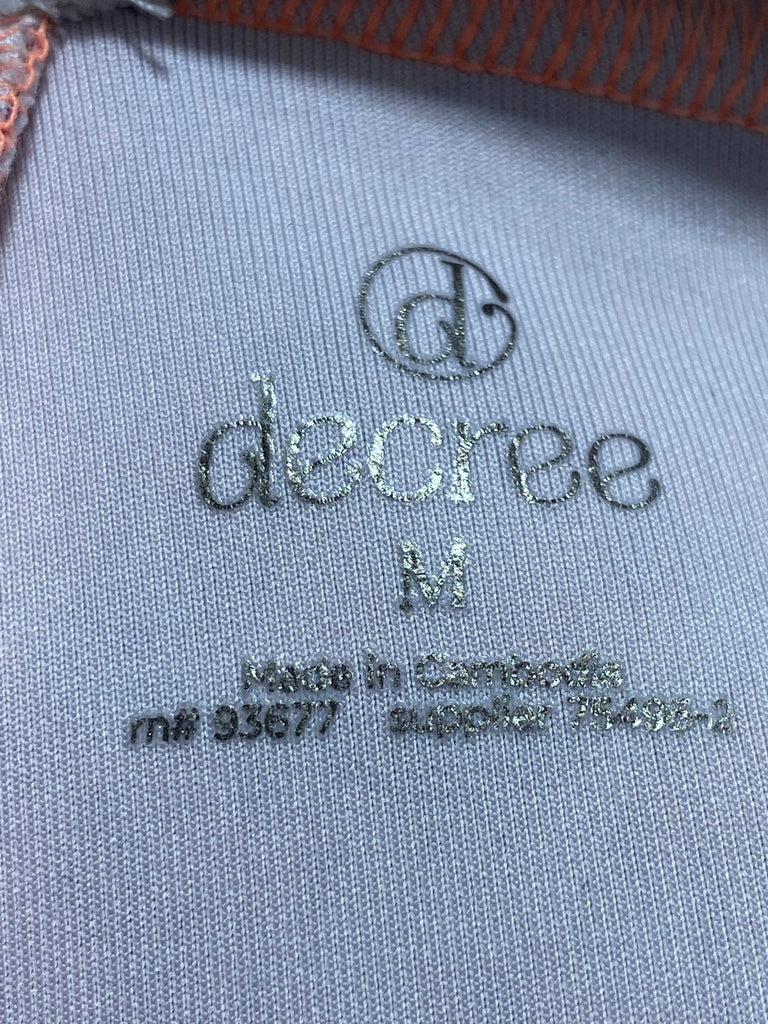 d
decree
M
Made in Cambodia
rn# 93677 supplier 75495-2